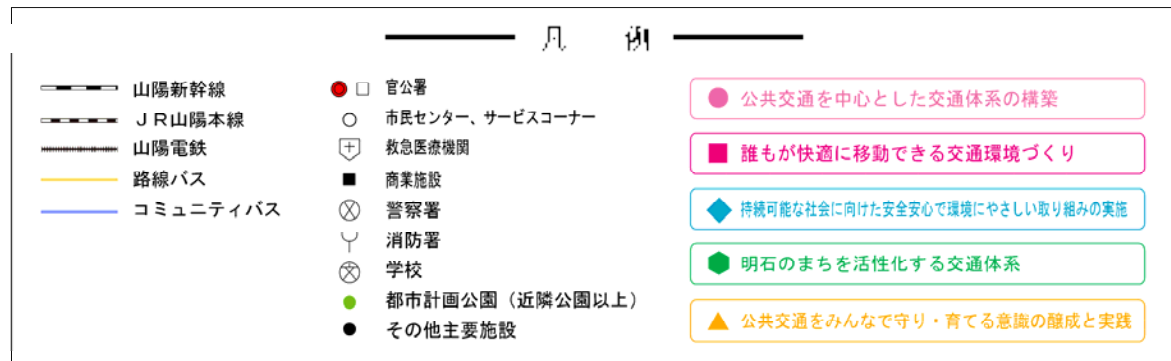 凡 例
山陽新幹線
ＪＲ山陽本線
山陽電鉄
路線バス
コミュニティバス
官公署
市民センター、サービスコーナー
救急医療機関
商業施設
警察署
消防署
学校
都市計画公園（近隣公園以上）
その他主要施設
公共交通を中心とした交通体系の構築
誰もが快適に移動できる交通環境づくり
持続可能な社会に向けた安全安心で環境にやさしい取り組みの実施
明石のまちを活性化する交通体系
公共交通をみんなで守り・育てる意識の醸成と実践